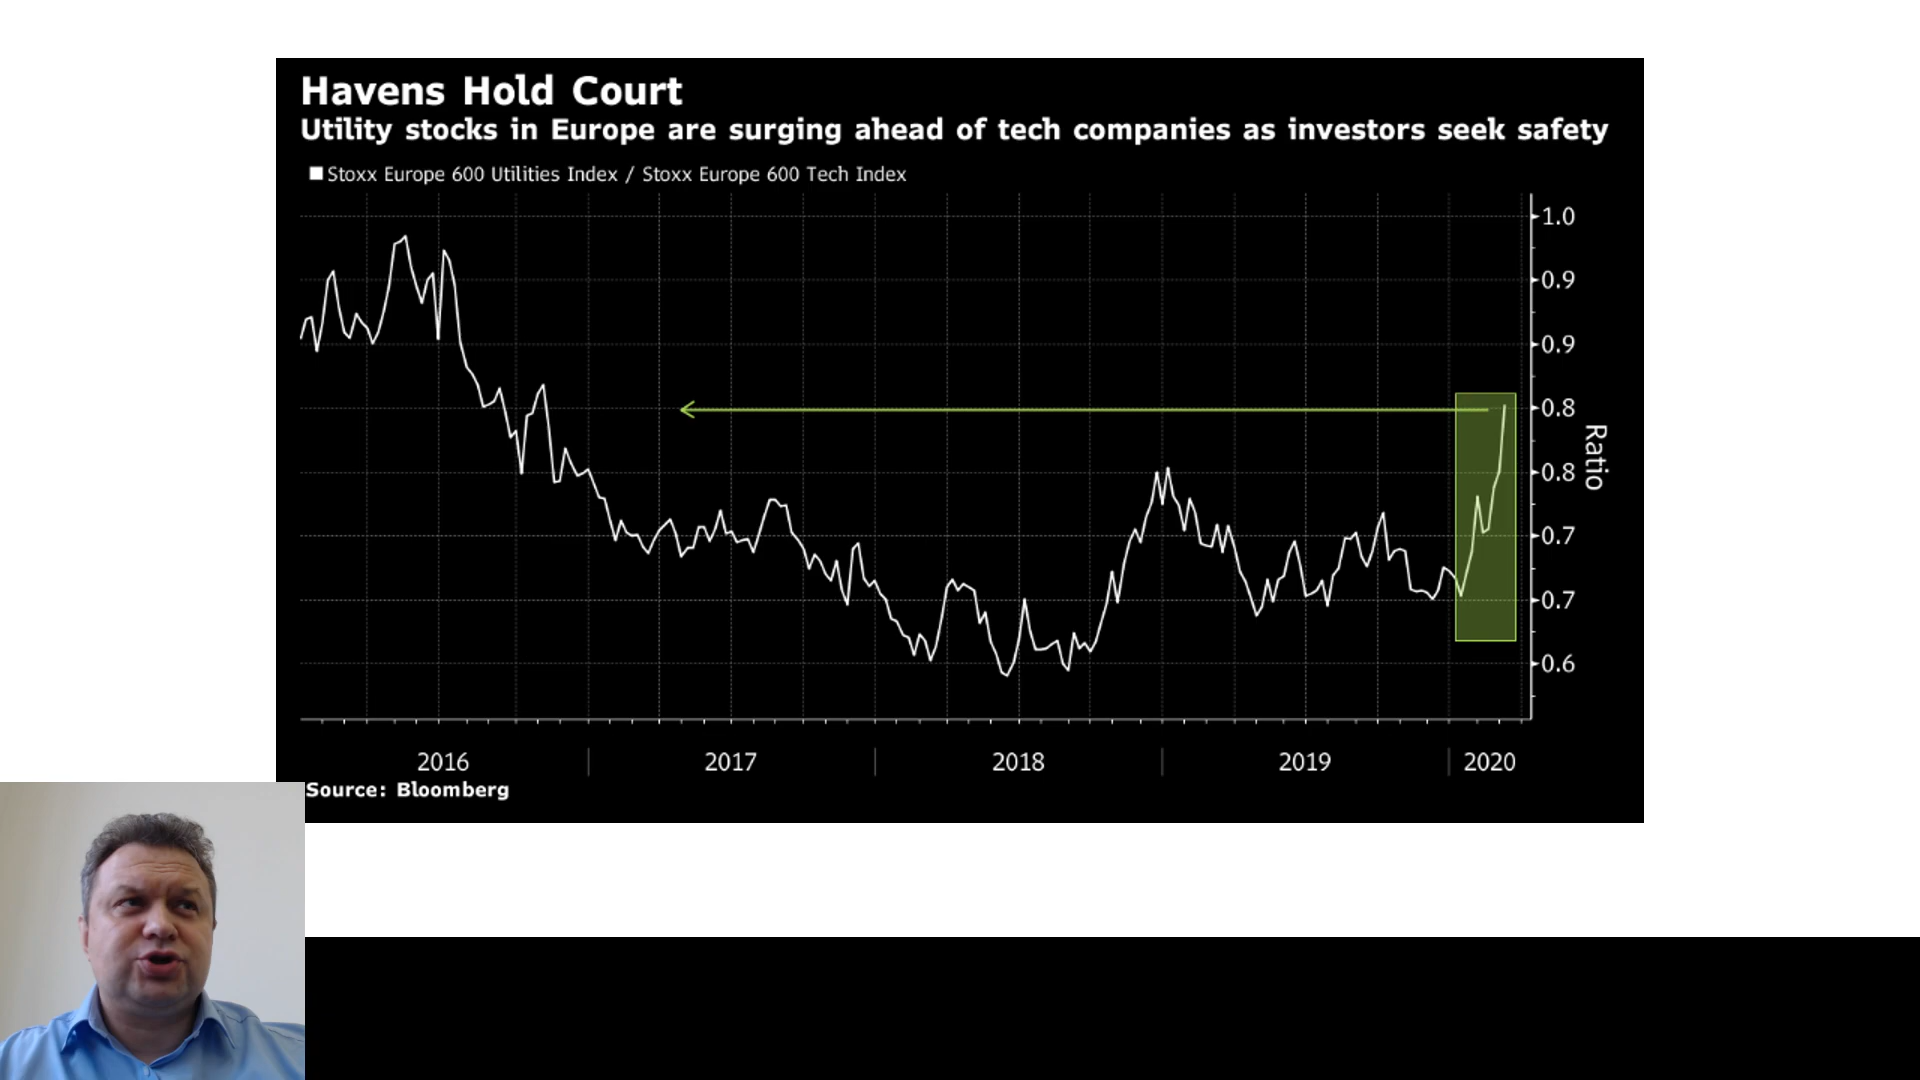 Havens Hold Court
Utility stocks in Europe are surging ahead of tech companies as investors seek safety
Stoxx Europe 600 Utilities Index / Stoxx Europe 600 Tech Index
1.0
0.9
0.9
0.8
0.8
0.7
0.7
0.6
Ratio
2016
2017
2018
2019
2020
Source: Bloomberg